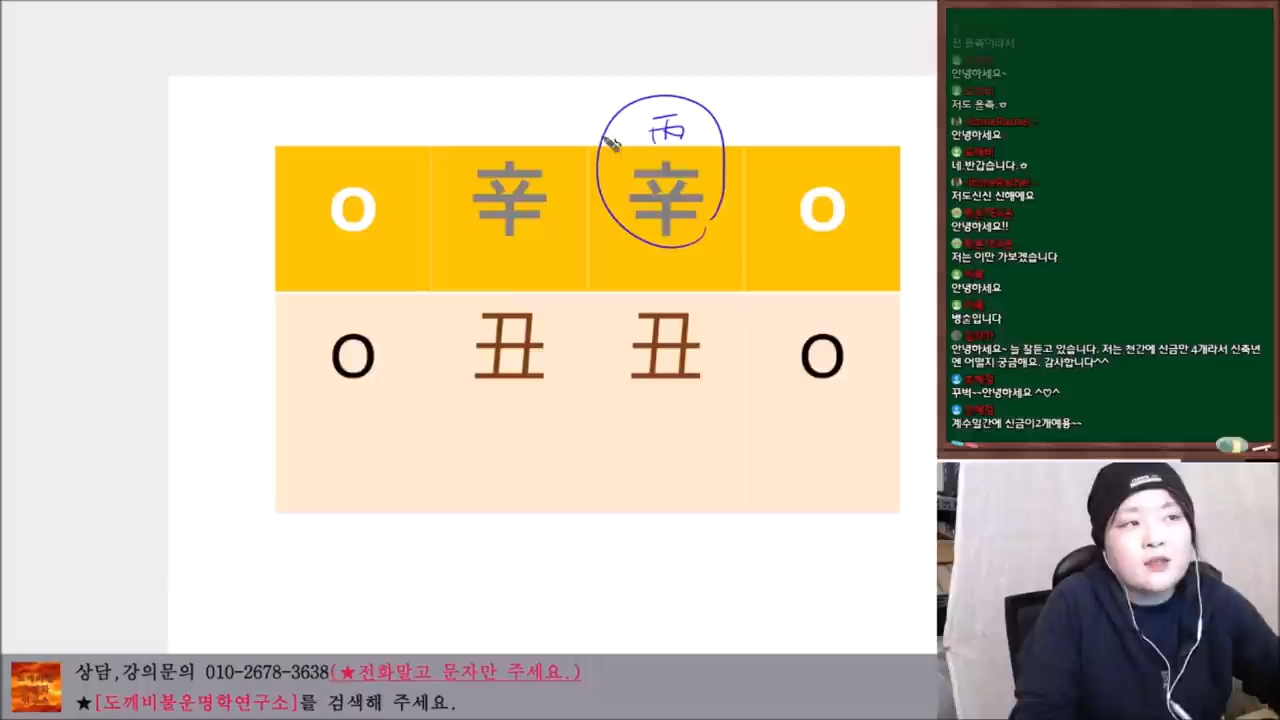 丙
O 辛 辛 O
O 丑 丑 O
안녕하세요~
저도 을축.ㅎ
안녕하세요
네.반갑습니다.ㅎ
저도신신 신해예요
안녕하세요!!
저는 이만 가보겠습니다
안녕하세요
병술입니다
안녕하세요~ 늘 잘듣고 있습니다. 저는 천간에 신금만 4개라서 신축년
엔 어떨지 궁금해요. 감사합니다^^
꾸벅~~안녕하세요 ^♡^
계수일간에 신금이2개예용~~
상담,강의문의 010-2678-3638(★전화말고 문자만 주세요.)
★[도깨비불운명학연구소]를 검색해 주세요.